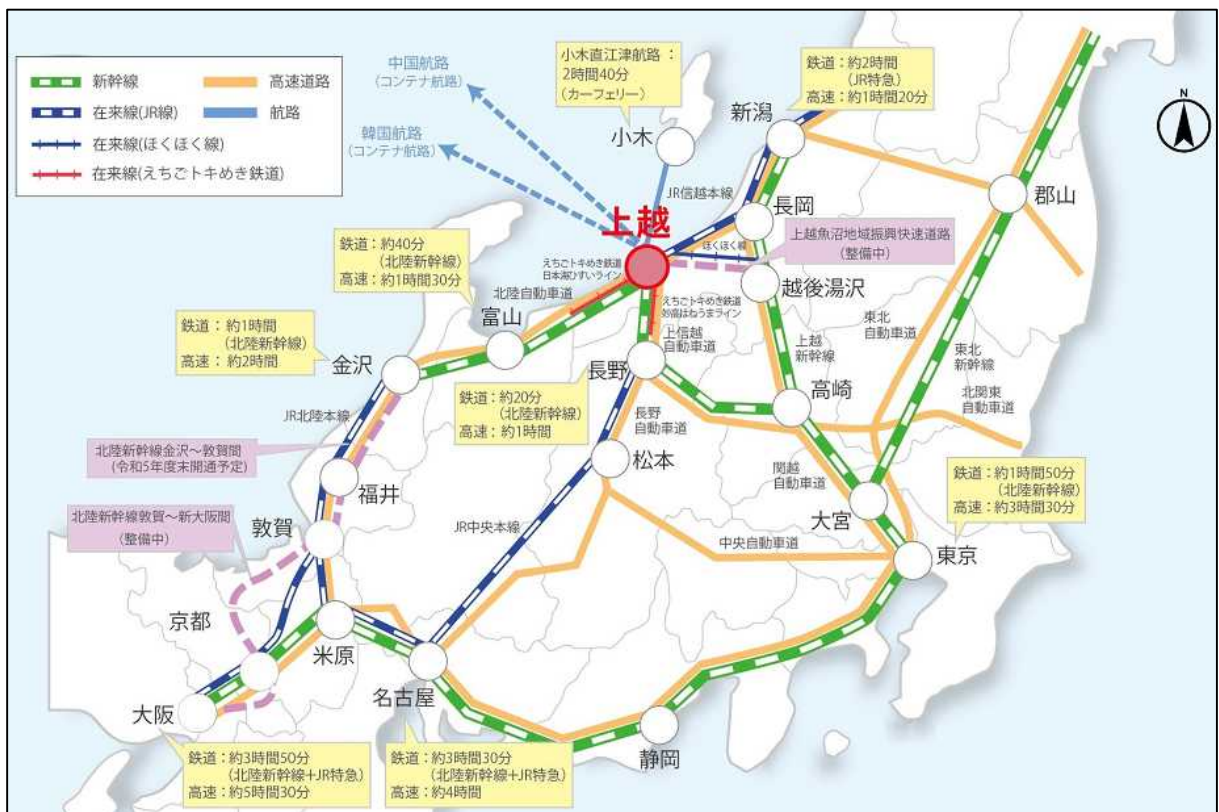 新幹線
高速道路
在来線(JR線)
航路
在来線(ほくほく線)
在来線(えちごトキめき鉄道)
中国航路
(コンテナ航路)
韓国航路
(コンテナ航路)
小木直江津航路：
2時間40分
(カーフェリー)
小木
新潟
鉄道：約2時間
(JR特急)
高速：約1時間20分
N
JR信越本線
長岡
郡山
上越
ほくほく線
上越魚沼地域振興快速道路
(整備中)
鉄道：約40分
(北陸新幹線)
高速：約1時間30分
えちごトキめき鉄道
日本海ひすいライン
北陸自動車道
えちごトキめき鉄道
妙高はねうまライン
上信越
自動車道
越後湯沢
東北
自動車道
富山
鉄道：約1時間
(北陸新幹線)
高速：約2時間
金沢
長野
上越
新幹線
東北
新幹線
北関東
自動車道
高崎
鉄道：約20分
(北陸新幹線)
高速：約1時間
長野
自動車道
JR北陸本線
北陸新幹線金沢～敦賀間
(令和5年度末開通予定)
松本
関越
自動車道
鉄道：約1時間50分
(北陸新幹線)
高速：約3時間30分
福井
大宮
北陸新幹線敦賀～新大阪間
(整備中)
敦賀
JR中央本線
中央自動車道
東京
京都
米原
名古屋
大阪
静岡
鉄道：約3時間50分
(北陸新幹線+JR特急)
高速：約5時間30分
鉄道：約3時間30分
(北陸新幹線+JR特急)
高速：約4時間